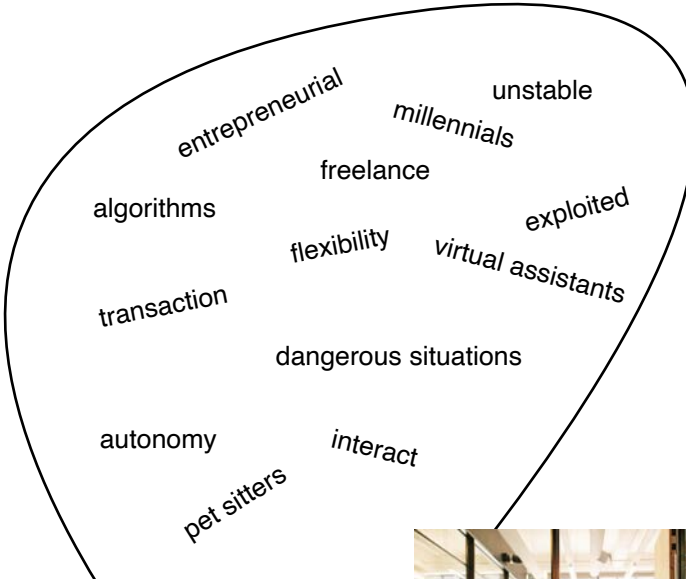 entrepreneurial
unstable
millennials
freelance
algorithms
exploited
flexibility
virtual assistants
transaction
dangerous situations
autonomy
interact
pet sitters